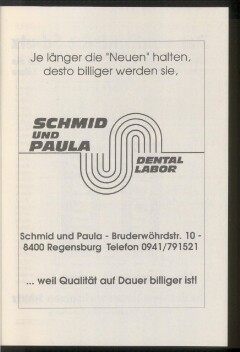 Je länger die "Neuen" halten,
desto billiger werden sie,
SCHMID
UND
PAULA
DENTAL
LABOR
Schmid und Paula - Bruderwöhrdstr. 10 -
8400 Regensburg Telefon 0941/791521
... weil Qualität auf Dauer billiger ist!